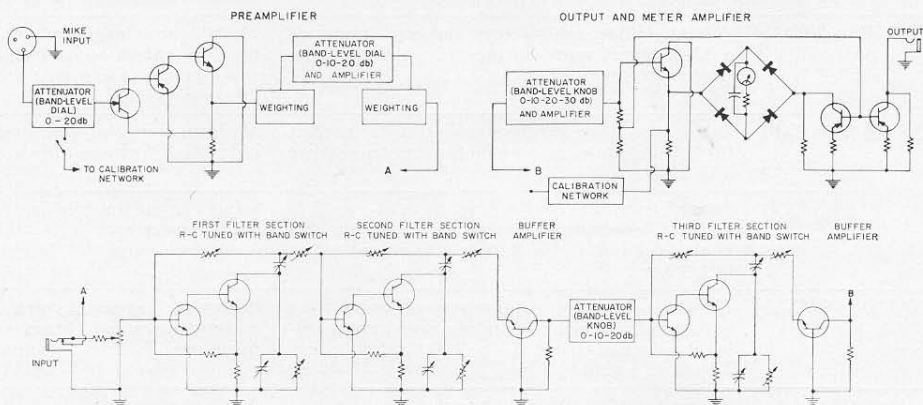 PREAMPLIFIER
OUTPUT AND METER AMPLIFIER
MIKE
INPUT
OUTPUT
ATTENUATOR
(BAND-LEVEL DIAL
0-10-20 db)
AND AMPLIFIER
ATTENUATOR
(BAND-LEVEL KNOB
0-10-20-30 db)
AND AMPLIFIER
ATTENUATOR
(BAND-LEVEL
DIAL)
0 - 20db
WEIGHTING
WEIGHTING
TO CALIBRATION
NETWORK
A
B
CALIBRATION
NETWORK
FIRST FILTER SECTION
R-C TUNED WITH BAND SWITCH
SECOND FILTER SECTION
R-C TUNED WITH BAND SWITCH
BUFFER
AMPLIFIER
THIRD FILTER SECTION
R-C TUNED WITH BAND SWITCH
BUFFER
AMPLIFIER
A
B
ATTENUATOR
(BAND-LEVEL
KNOB)
0-10-20db
INPUT